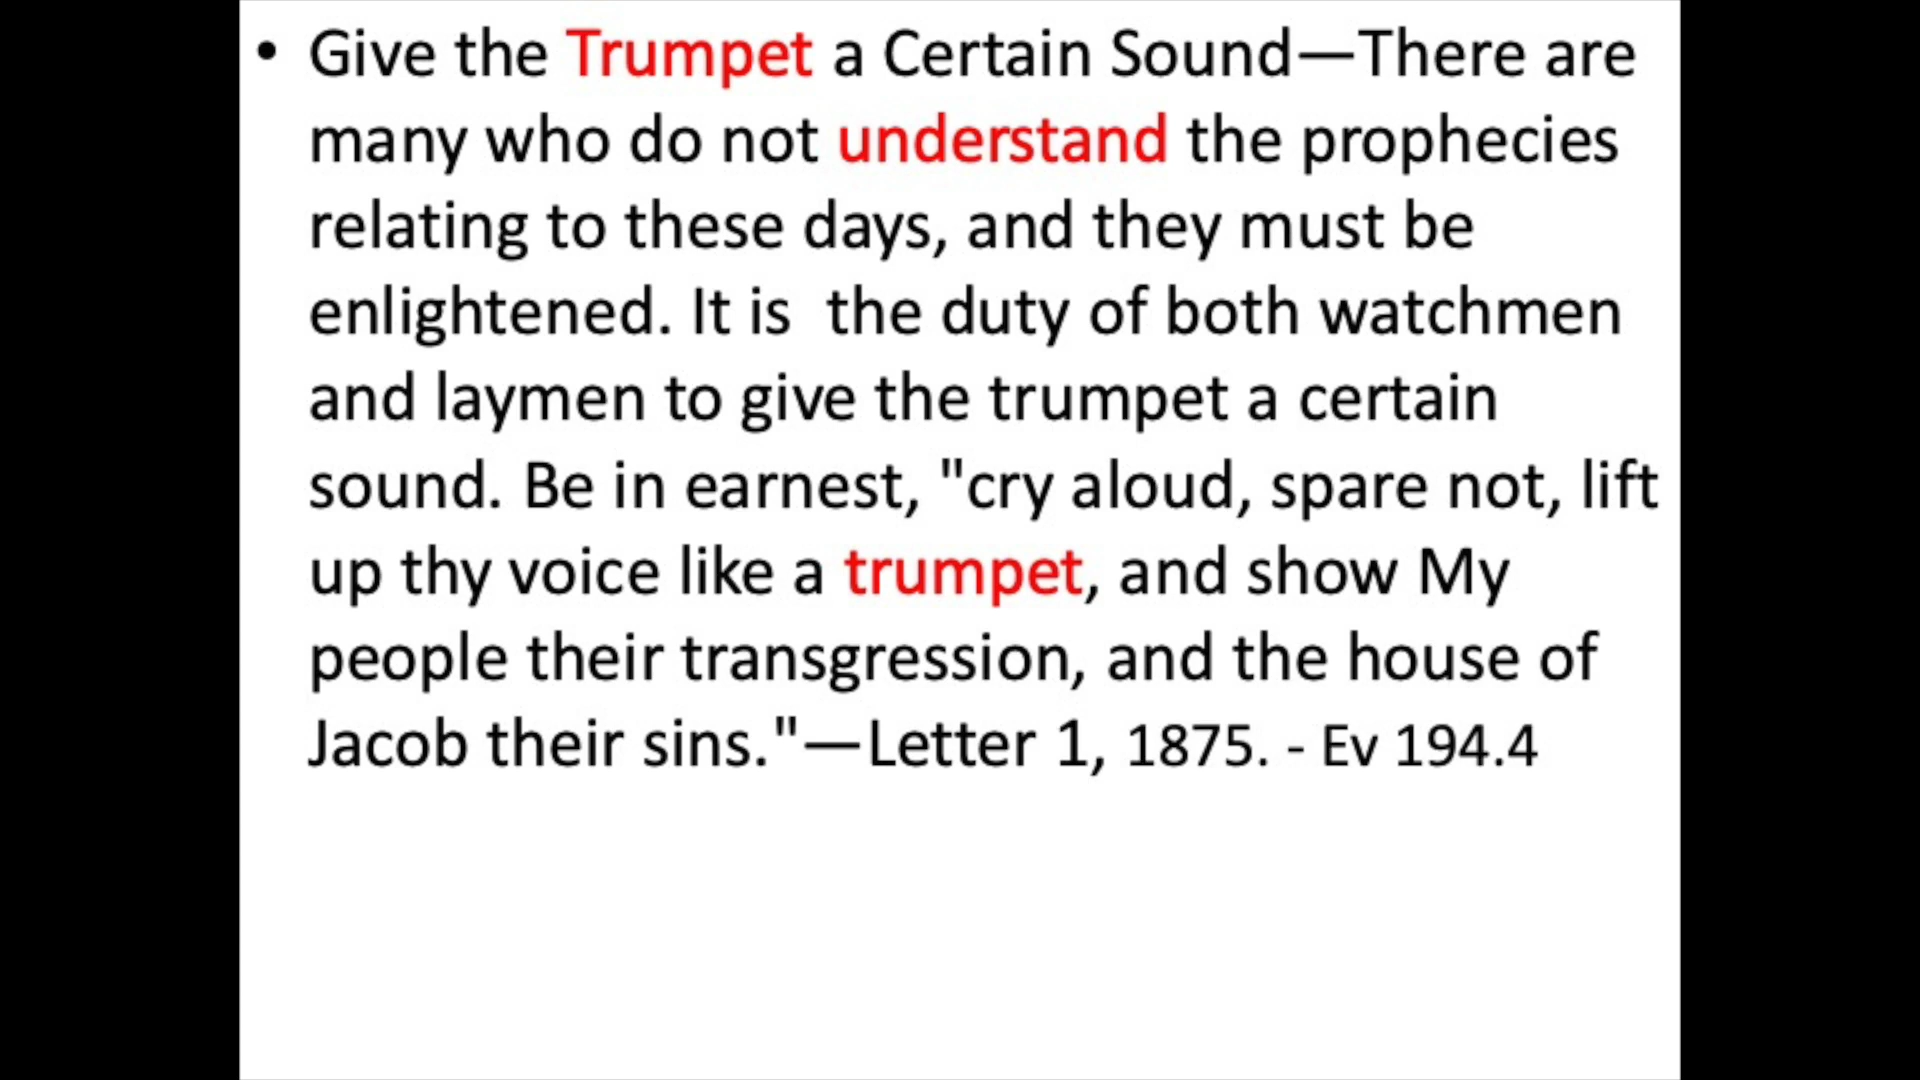 • Give the Trumpet a Certain Sound—There are
many who do not understand the prophecies
relating to these days, and they must be
enlightened. It is  the duty of both watchmen
and laymen to give the trumpet a certain
sound. Be in earnest, "cry aloud, spare not, lift
up thy voice like a trumpet, and show My
people their transgression, and the house of
Jacob their sins."—Letter 1, 1875. - Ev 194.4